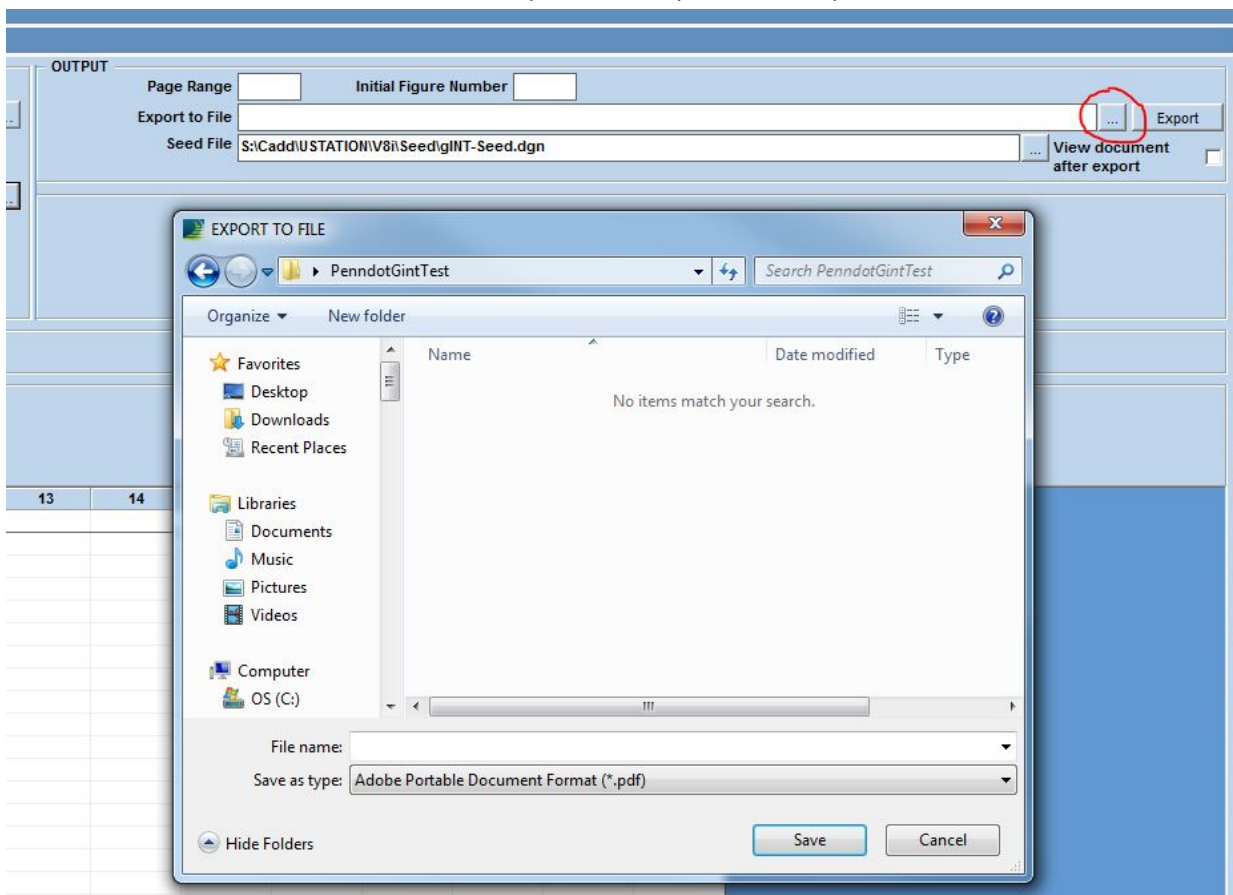 OUTPUT
Page Range Initial Figure Number
Export to File ... Export
Seed File S:\Cadd\USTATION\V8i\Seed\gINT-Seed.dgn ... View document
after export
EXPORT TO FILE
PenndotGintTest Search PenndotGintTest
Organize New folder
Name Date modified Type
No items match your search.
Favorites
Desktop
Downloads
Recent Places
Libraries
Documents
Music
Pictures
Videos
Computer
OS (C:)
13 14
File name:
Save as type: Adobe Portable Document Format (*.pdf)
Hide Folders Save Cancel